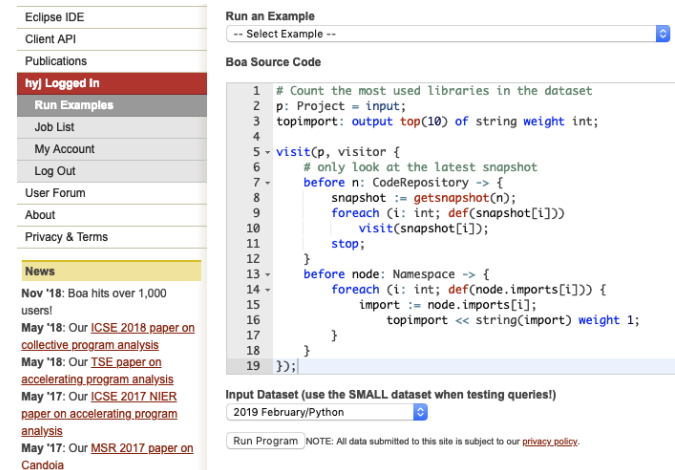 Eclipse IDE
Client API
Publications
hyj Logged In
Run Examples
Job List
My Account
Log Out
User Forum
About
Privacy & Terms
News
Nov '18: Boa hits over 1,000
users!
May '18: Our ICSE 2018 paper on
collective program analysis
May '18: Our TSE paper on
accelerating program analysis
May '17: Our ICSE 2017 NIER
paper on accelerating program
analysis
May '17: Our MSR 2017 paper on
Candoia
Run an Example
-- Select Example --
Boa Source Code
1 # Count the most used libraries in the dataset
2 p: Project = input;
3 topimport: output top(10) of string weight int;
4
5 visit(p, visitor {
6 # only look at the latest snapshot
7 before n: CodeRepository -> {
8 snapshot := getsnapshot(n);
9 foreach (i: int; def(snapshot[i]))
10 visit(snapshot[i]);
11 stop;
12 }
13 before node: Namespace -> {
14 foreach (i: int; def(node.imports[i])) {
15 import := node.imports[i];
16 topimport << string(import) weight 1;
17 }
18 }
19 });
Input Dataset (use the SMALL dataset when testing queries!)
2019 February/Python
Run Program NOTE: All data submitted to this site is subject to our privacy policy.